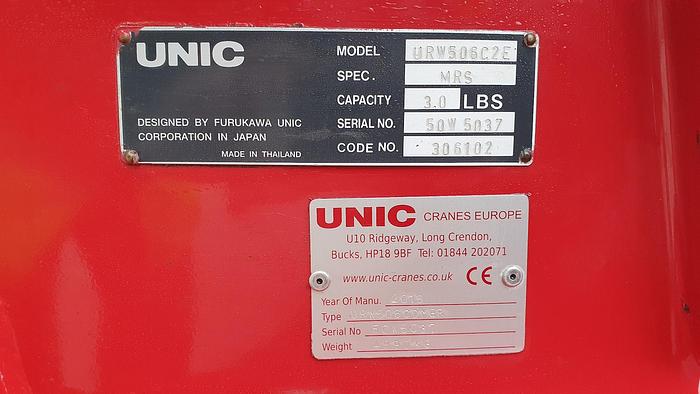 UNIC
MODEL URW506C2E
SPEC. MRS
CAPACITY 3.0 LBS
SERIAL NO. 50W 5037
CODE NO. 306102
DESIGNED BY FURUKAWA UNIC
CORPORATION IN JAPAN
MADE IN THAILAND
UNIC CRANES EUROPE
U10 Ridgeway, Long Crendon,
Bucks, HP18 9BF Tel: 01844 202071
www.unic-cranes.co.uk CE
Year Of Manu.
Type
Serial No
Weight